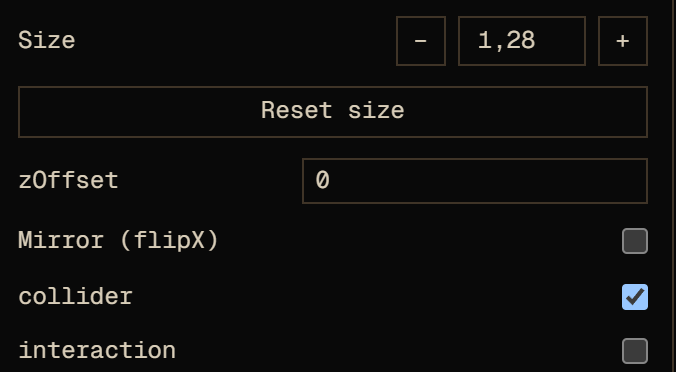 Size - 1,28 +
Reset size
zOffset 0
Mirror (flipX)
collider
interaction